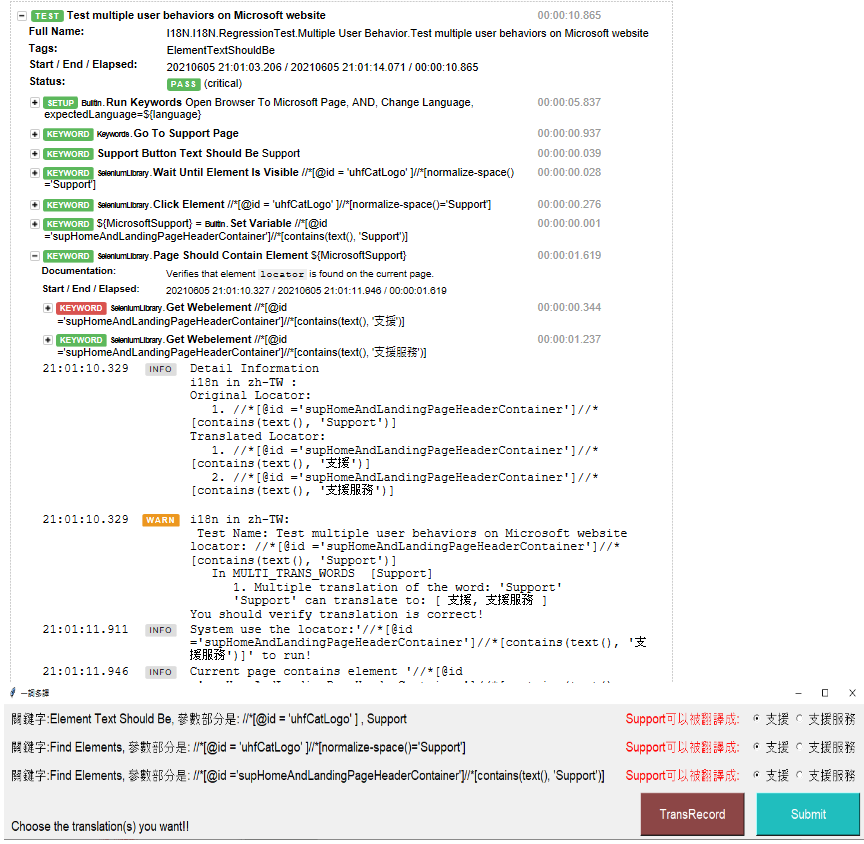 TEST Test multiple user behaviors on Microsoft website 00:00:10.865
Full Name: I18N.I18N.RegressionTest.Multiple User Behavior.Test multiple user behaviors on Microsoft website
Tags: ElementTextShouldBe
Start / End / Elapsed: 20210605 21:01:03.206 / 20210605 21:01:14.071 / 00:00:10.865
Status: PASS (critical)
SETUP BuiltIn.Run Keywords Open Browser To Microsoft Page, AND, Change Language, 00:00:05.837
expectedLanguage=${language}
KEYWORD Keywords.Go To Support Page 00:00:00.937
KEYWORD Support Button Text Should Be Support 00:00:00.039
KEYWORD SeleniumLibrary.Wait Until Element Is Visible //*[@id = 'uhfCatLogo' ]//*[normalize-space() 00:00:00.028
='Support']
KEYWORD SeleniumLibrary.Click Element //*[@id = 'uhfCatLogo' ]//*[normalize-space()='Support'] 00:00:00.276
KEYWORD ${MicrosoftSupport} = BuiltIn.Set Variable //*[@id 00:00:00.001
='supHomeAndLandingPageHeaderContainer']//*[contains(text(), 'Support')]
KEYWORD SeleniumLibrary.Page Should Contain Element ${MicrosoftSupport} 00:00:01.619
Documentation: Verifies that element locator is found on the current page.
Start / End / Elapsed: 20210605 21:01:10.327 / 20210605 21:01:11.946 / 00:00:01.619
KEYWORD SeleniumLibrary.Get Webelement //*[@id 00:00:00.344
='supHomeAndLandingPageHeaderContainer']//*[contains(text(), '支援')]
KEYWORD SeleniumLibrary.Get Webelement //*[@id 00:00:01.237
='supHomeAndLandingPageHeaderContainer']//*[contains(text(), '支援服務')]
21:01:10.329 INFO Detail Information
i18n in zh-TW :
Original Locator:
1. //*[@id ='supHomeAndLandingPageHeaderContainer']//*
[contains(text(), 'Support')]
Translated Locator:
1. //*[@id ='supHomeAndLandingPageHeaderContainer']//*
[contains(text(), '支援')]
2. //*[@id ='supHomeAndLandingPageHeaderContainer']//*
[contains(text(), '支援服務')]
21:01:10.329 WARN i18n in zh-TW:
Test Name: Test multiple user behaviors on Microsoft website
locator: //*[@id ='supHomeAndLandingPageHeaderContainer']//*
[contains(text(), 'Support')]
In MULTI_TRANS_WORDS [Support]
1. Multiple translation of the word: 'Support'
'Support' can translate to: [ 支援, 支援服務 ]
You should verify translation is correct!
21:01:11.911 INFO System use the locator:'//*[@id
='supHomeAndLandingPageHeaderContainer']//*[contains(text(), '支
援服務')]' to run!
21:01:11.946 INFO Current page contains element '//*[@id
一詞多譯
關鍵字:Element Text Should Be, 參數部分是: //*[@id = 'uhfCatLogo' ] , Support Support可以被翻譯成: 支援 支援服務
關鍵字:Find Elements, 參數部分是: //*[@id = 'uhfCatLogo' ]//*[normalize-space()='Support'] Support可以被翻譯成: 支援 支援服務
關鍵字:Find Elements, 參數部分是: //*[@id ='supHomeAndLandingPageHeaderContainer']//*[contains(text(), 'Support')] Support可以被翻譯成: 支援 支援服務
TransRecord Submit
Choose the translation(s) you want!!